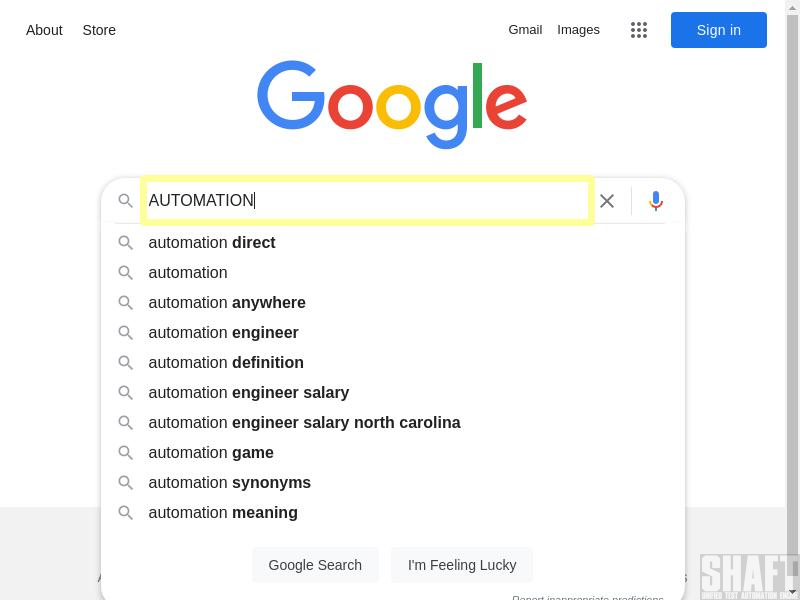 About Store Gmail Images Sign in
Google
AUTOMATION
automation direct
automation
automation anywhere
automation engineer
automation definition
automation engineer salary
automation engineer salary north carolina
automation game
automation synonyms
automation meaning
Google Search I'm Feeling Lucky
Report inappropriate predictions
SHAFT